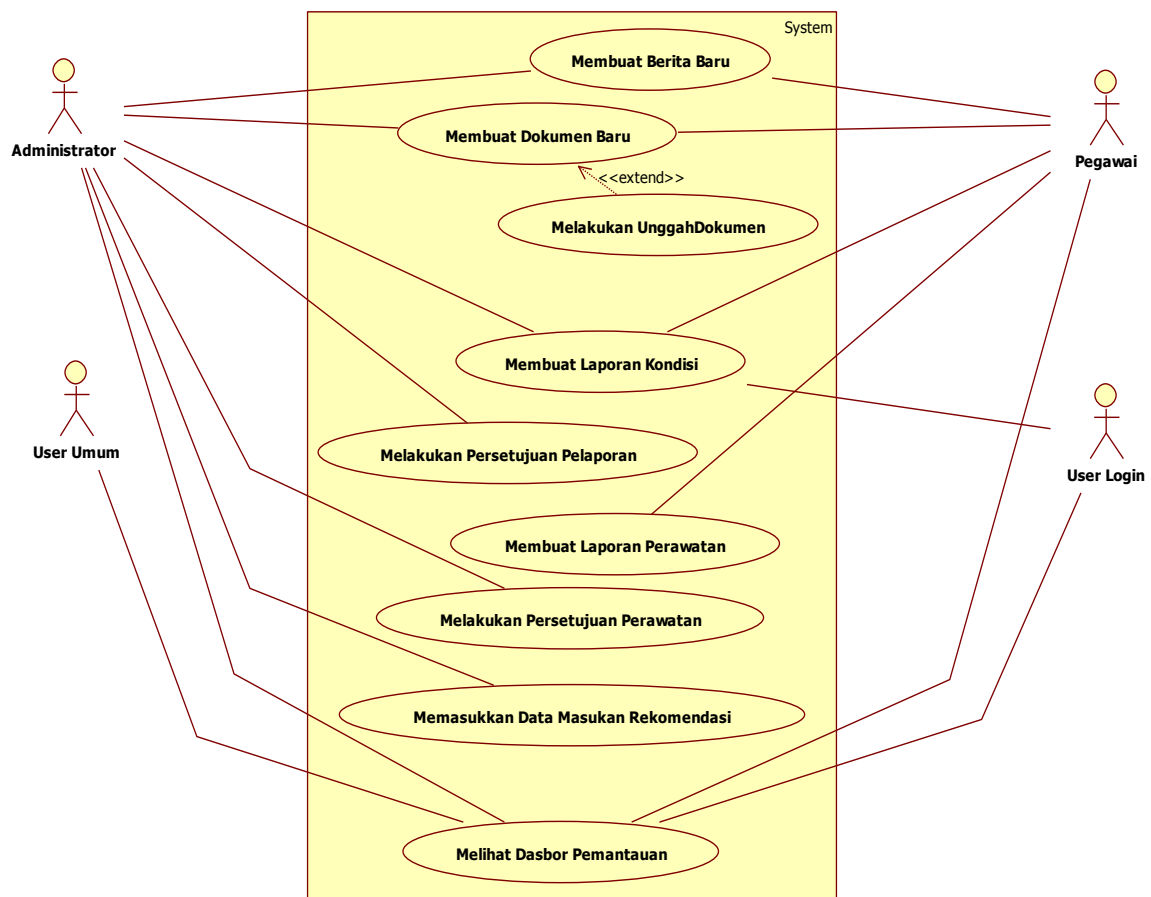 System
Membuat Berita Baru
Administrator
Membuat Dokumen Baru
Pegawai
<<extend>>
Melakukan UnggahDokumen
Membuat Laporan Kondisi
User Umum
Melakukan Persetujuan Pelaporan
User Login
Membuat Laporan Perawatan
Melakukan Persetujuan Perawatan
Memasukkan Data Masukan Rekomendasi
Melihat Dasbor Pemantauan